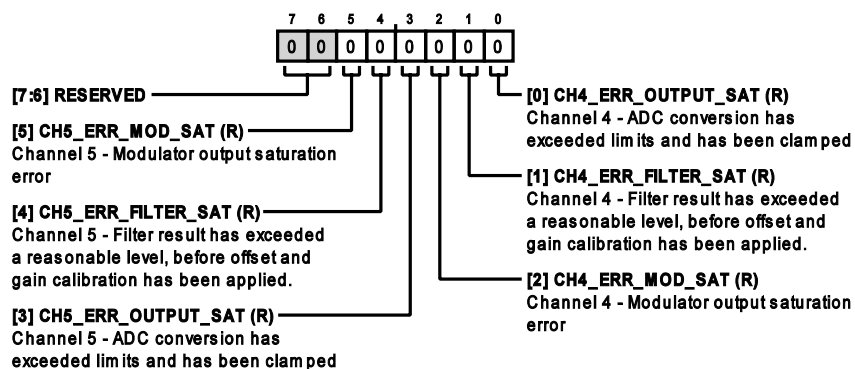 7 6 5 4 3 2 1 0
0 0 0 0 0 0 0 0
[7:6] RESERVED
[5] CH5_ERR_MOD_SAT (R)
Channel 5 - Modulator output saturation
error
[4] CH5_ERR_FILTER_SAT (R)
Channel 5 - Filter result has exceeded
a reasonable level, before offset and
gain calibration has been applied.
[3] CH5_ERR_OUTPUT_SAT (R)
Channel 5 - ADC conversion has
exceeded limits and has been clamped
[0] CH4_ERR_OUTPUT_SAT (R)
Channel 4 - ADC conversion has
exceeded limits and has been clamped
[1] CH4_ERR_FILTER_SAT (R)
Channel 4 - Filter result has exceeded
a reasonable level, before offset and
gain calibration has been applied.
[2] CH4_ERR_MOD_SAT (R)
Channel 4 - Modulator output saturation
error